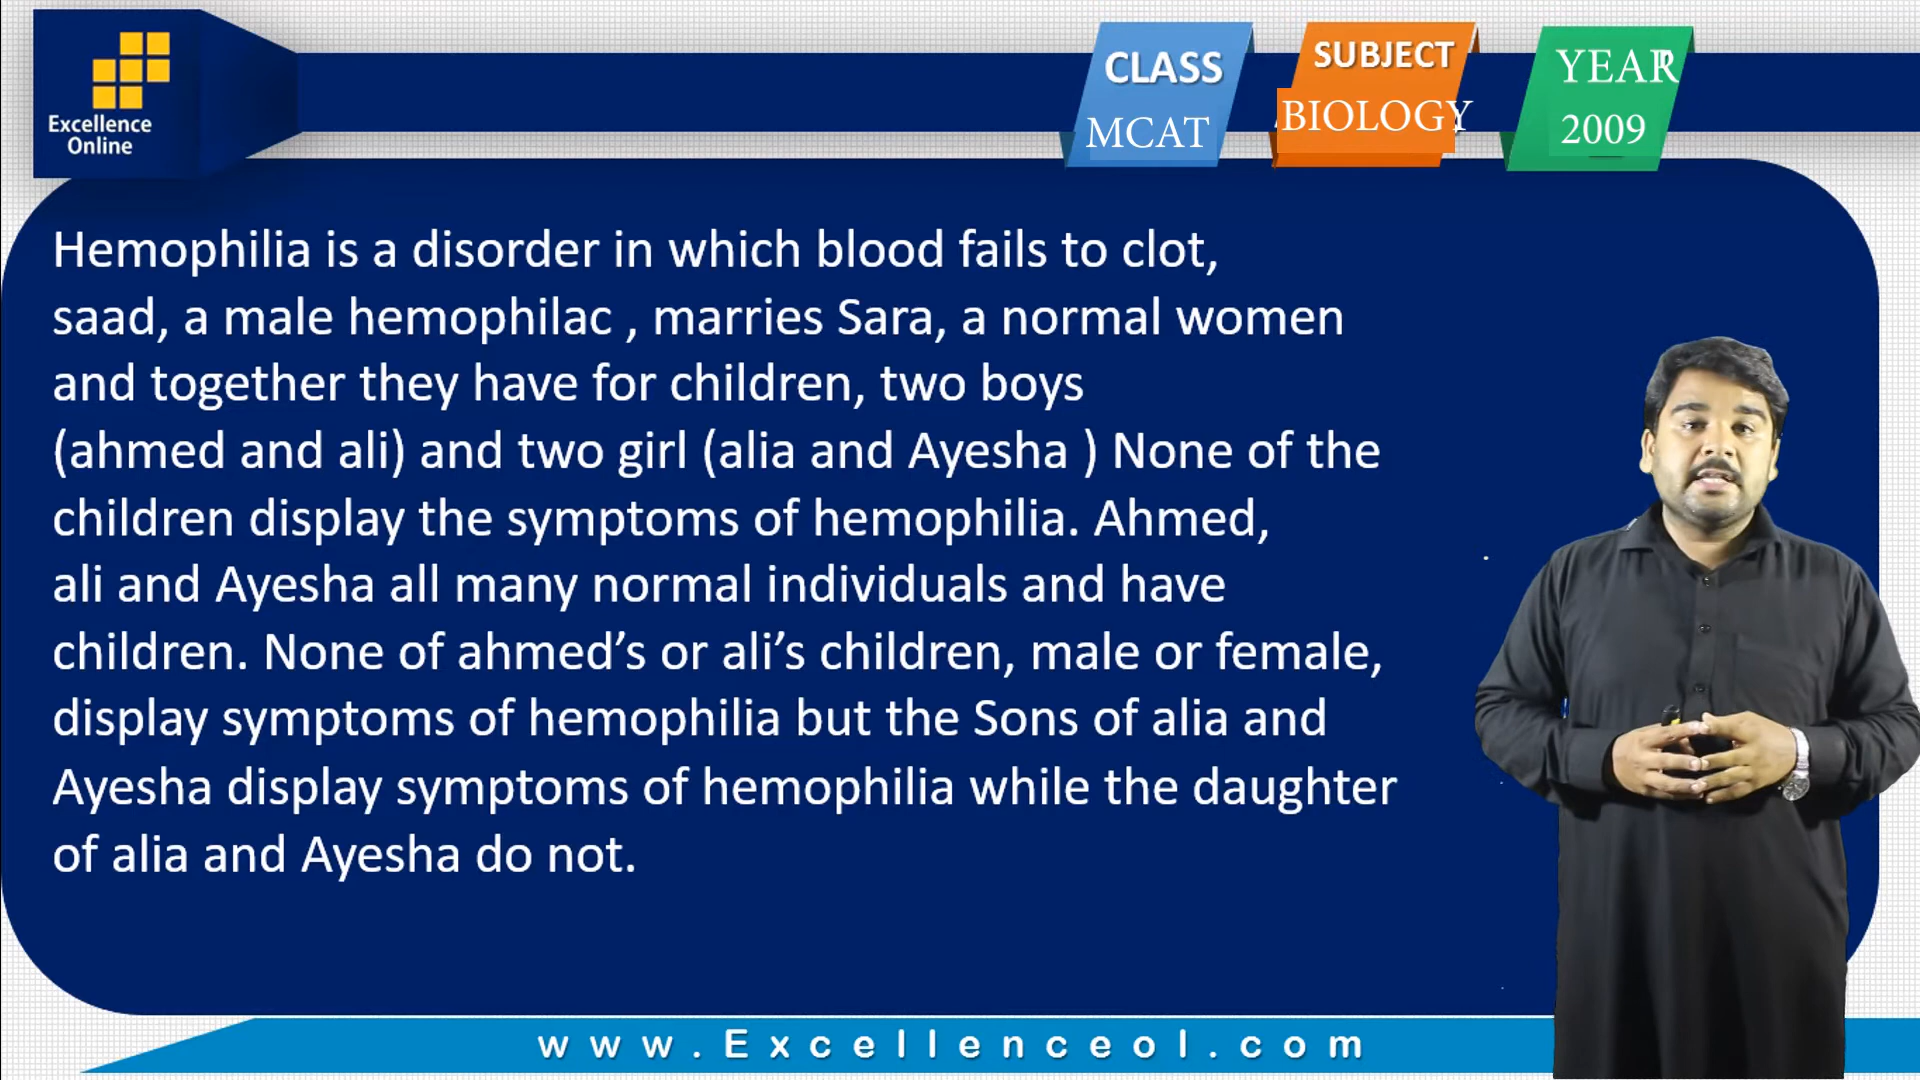 Excellence
Online
CLASS
MCAT
SUBJECT
BIOLOGY
YEAR
2009
Hemophilia is a disorder in which blood fails to clot,
saad, a male hemophilac , marries Sara, a normal women
and together they have for children, two boys
(ahmed and ali) and two girl (alia and Ayesha ) None of the
children display the symptoms of hemophilia. Ahmed,
ali and Ayesha all many normal individuals and have
children. None of ahmed’s or ali’s children, male or female,
display symptoms of hemophilia but the Sons of alia and
Ayesha display symptoms of hemophilia while the daughter
of alia and Ayesha do not.
www.Excellenceol.com